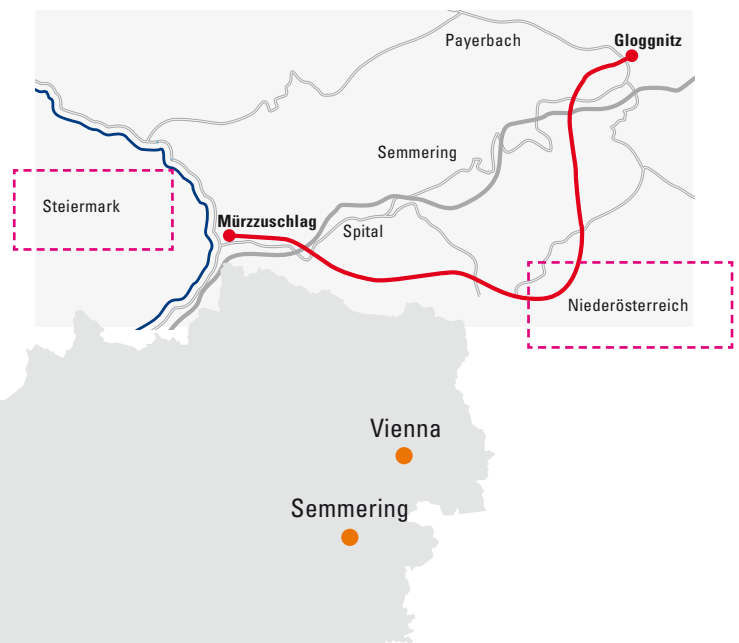 Payerbach
Gloggnitz
Semmering
Steiermark
Mürzzuschlag
Spital
Niederösterreich
Vienna
Semmering